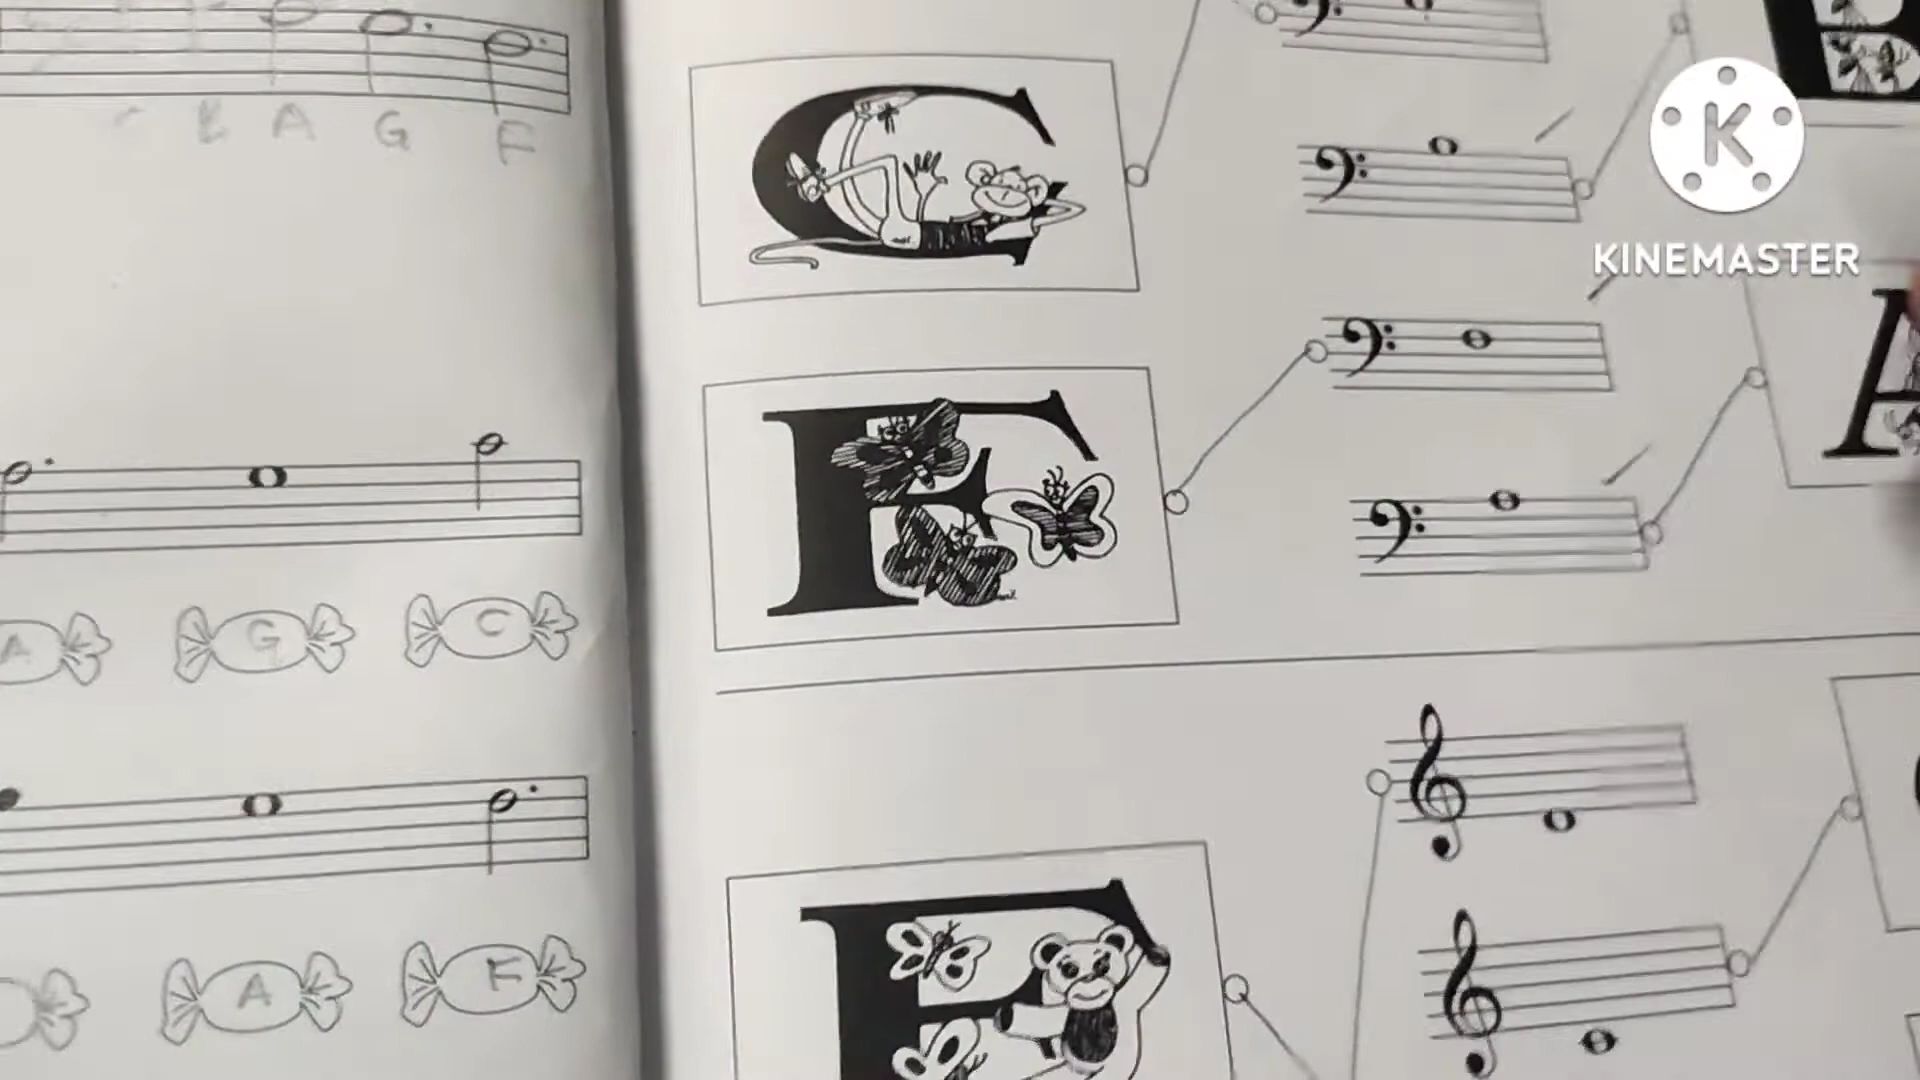 B A G F
C
K
KINEMASTER
A
F
A G C
A F